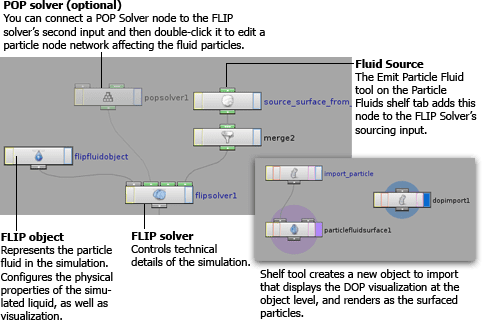 POP solver (optional)
You can connect a POP Solver node to the FLIP
solver's second input and then double-click it to edit a
particle node network affecting the fluid particles.
Fluid Source
The Emit Particle Fluid
tool on the Particle
Fluids shelf tab adds this
node to the FLIP Solver's
sourcing input.
popsolver1
source_surface_from_
merge2
flipfluidobject
flipsolver1
import_particle
dopimport1
particlefluidsurface1
FLIP object
Represents the particle
fluid in the simulation.
Configures the physical
properties of the simu-
lated liquid, as well as
visualization.
FLIP solver
Controls technical
details of the simulation.
Shelf tool creates a new object to import
that displays the DOP visualization at the
object level, and renders as the surfaced
particles.